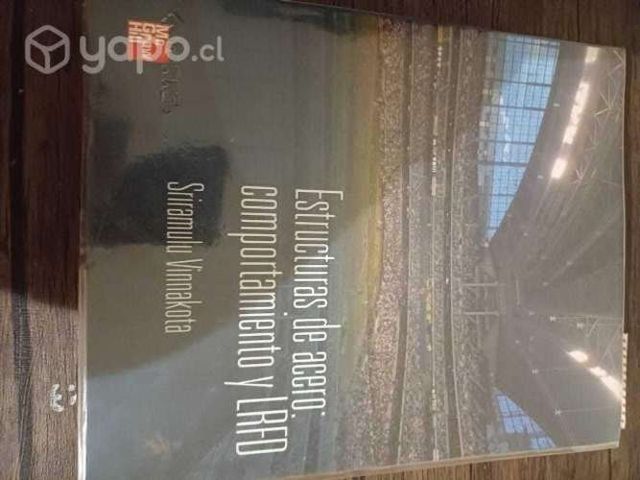 yapo.cl
Estructuras de acero:
comportamiento y LRFD
Sriramulu Vinnakota
Mc
Graw
Hill